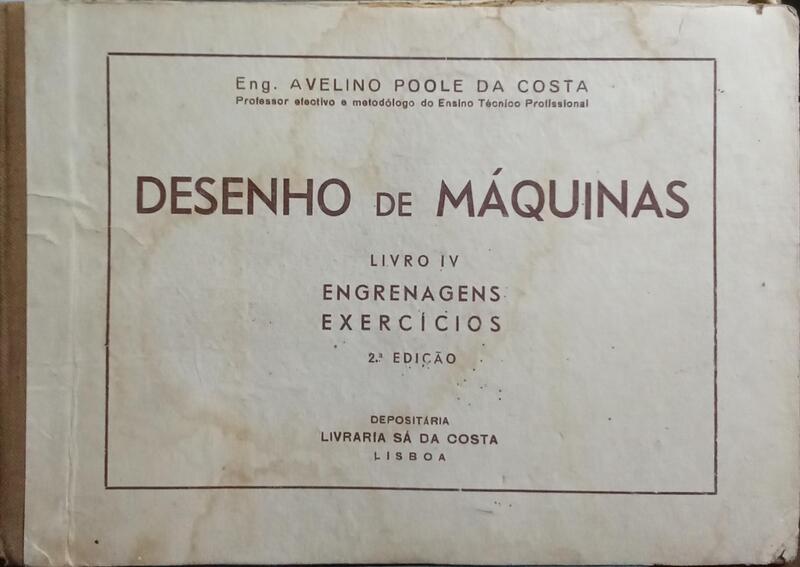 Eng. AVELINO POOLE DA COSTA
Professor efectivo e metodólogo do Ensino Técnico Profissional
DESENHO DE MÁQUINAS
LIVRO IV
ENGRENAGENS
EXERCÍCIOS
2.ª EDIÇÃO
DEPOSITÁRIA
LIVRARIA SÁ DA COSTA
LISBOA